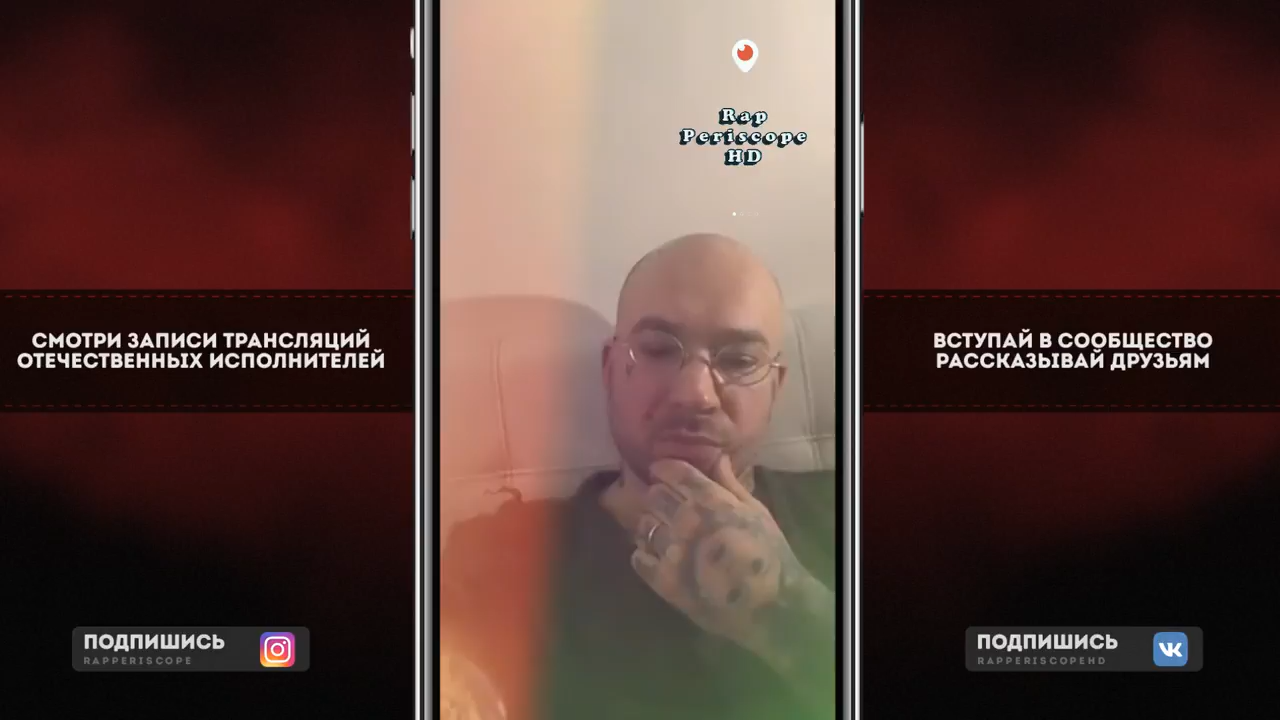 Rap
Periscope
HD
СМОТРИ ЗАПИСИ ТРАНСЛЯЦИЙ
ОТЕЧЕСТВЕННЫХ ИСПОЛНИТЕЛЕЙ
ВСТУПАЙ В СООБЩЕСТВО
РАССКАЗЫВАЙ ДРУЗЬЯМ
ПОДПИШИСЬ
RAPPERISCOPE
ПОДПИШИСЬ
RAPPERISCOPEHD